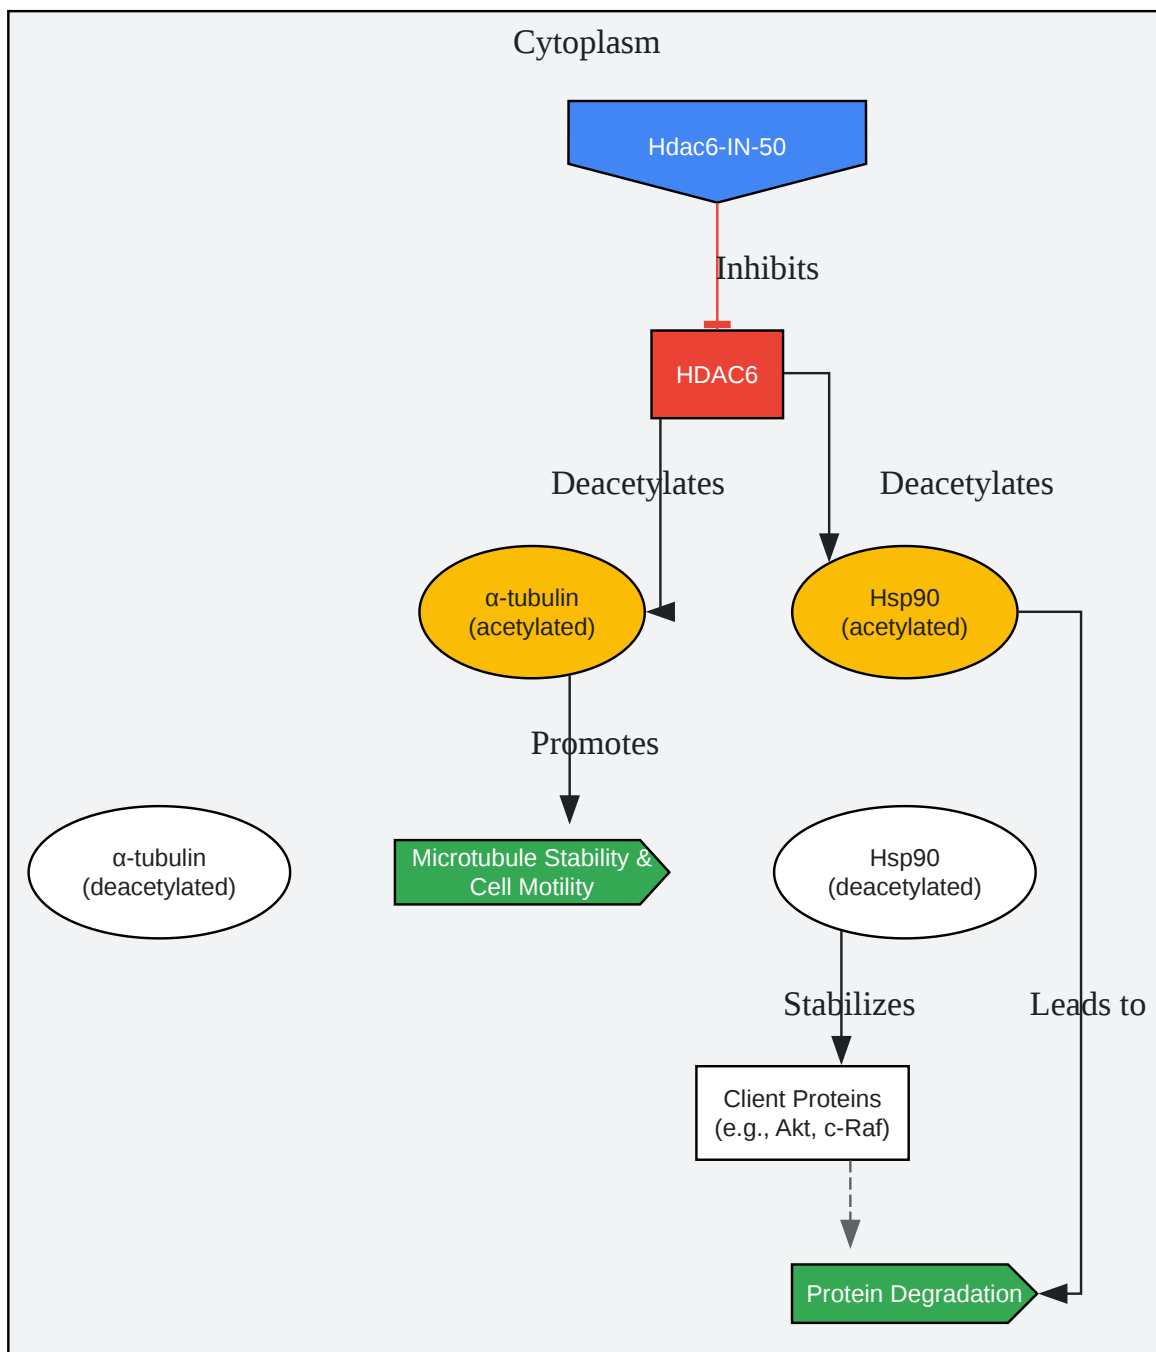 Cytoplasm
Hdac6-IN-50
Inhibits
HDAC6
Deacetylates
Deacetylates
α-tubulin
(acetylated)
Hsp90
(acetylated)
Promotes
α-tubulin
(deacetylated)
Microtubule Stability &
Cell Motility
Hsp90
(deacetylated)
Stabilizes
Leads to
Client Proteins
(e.g., Akt, c-Raf)
Protein Degradation